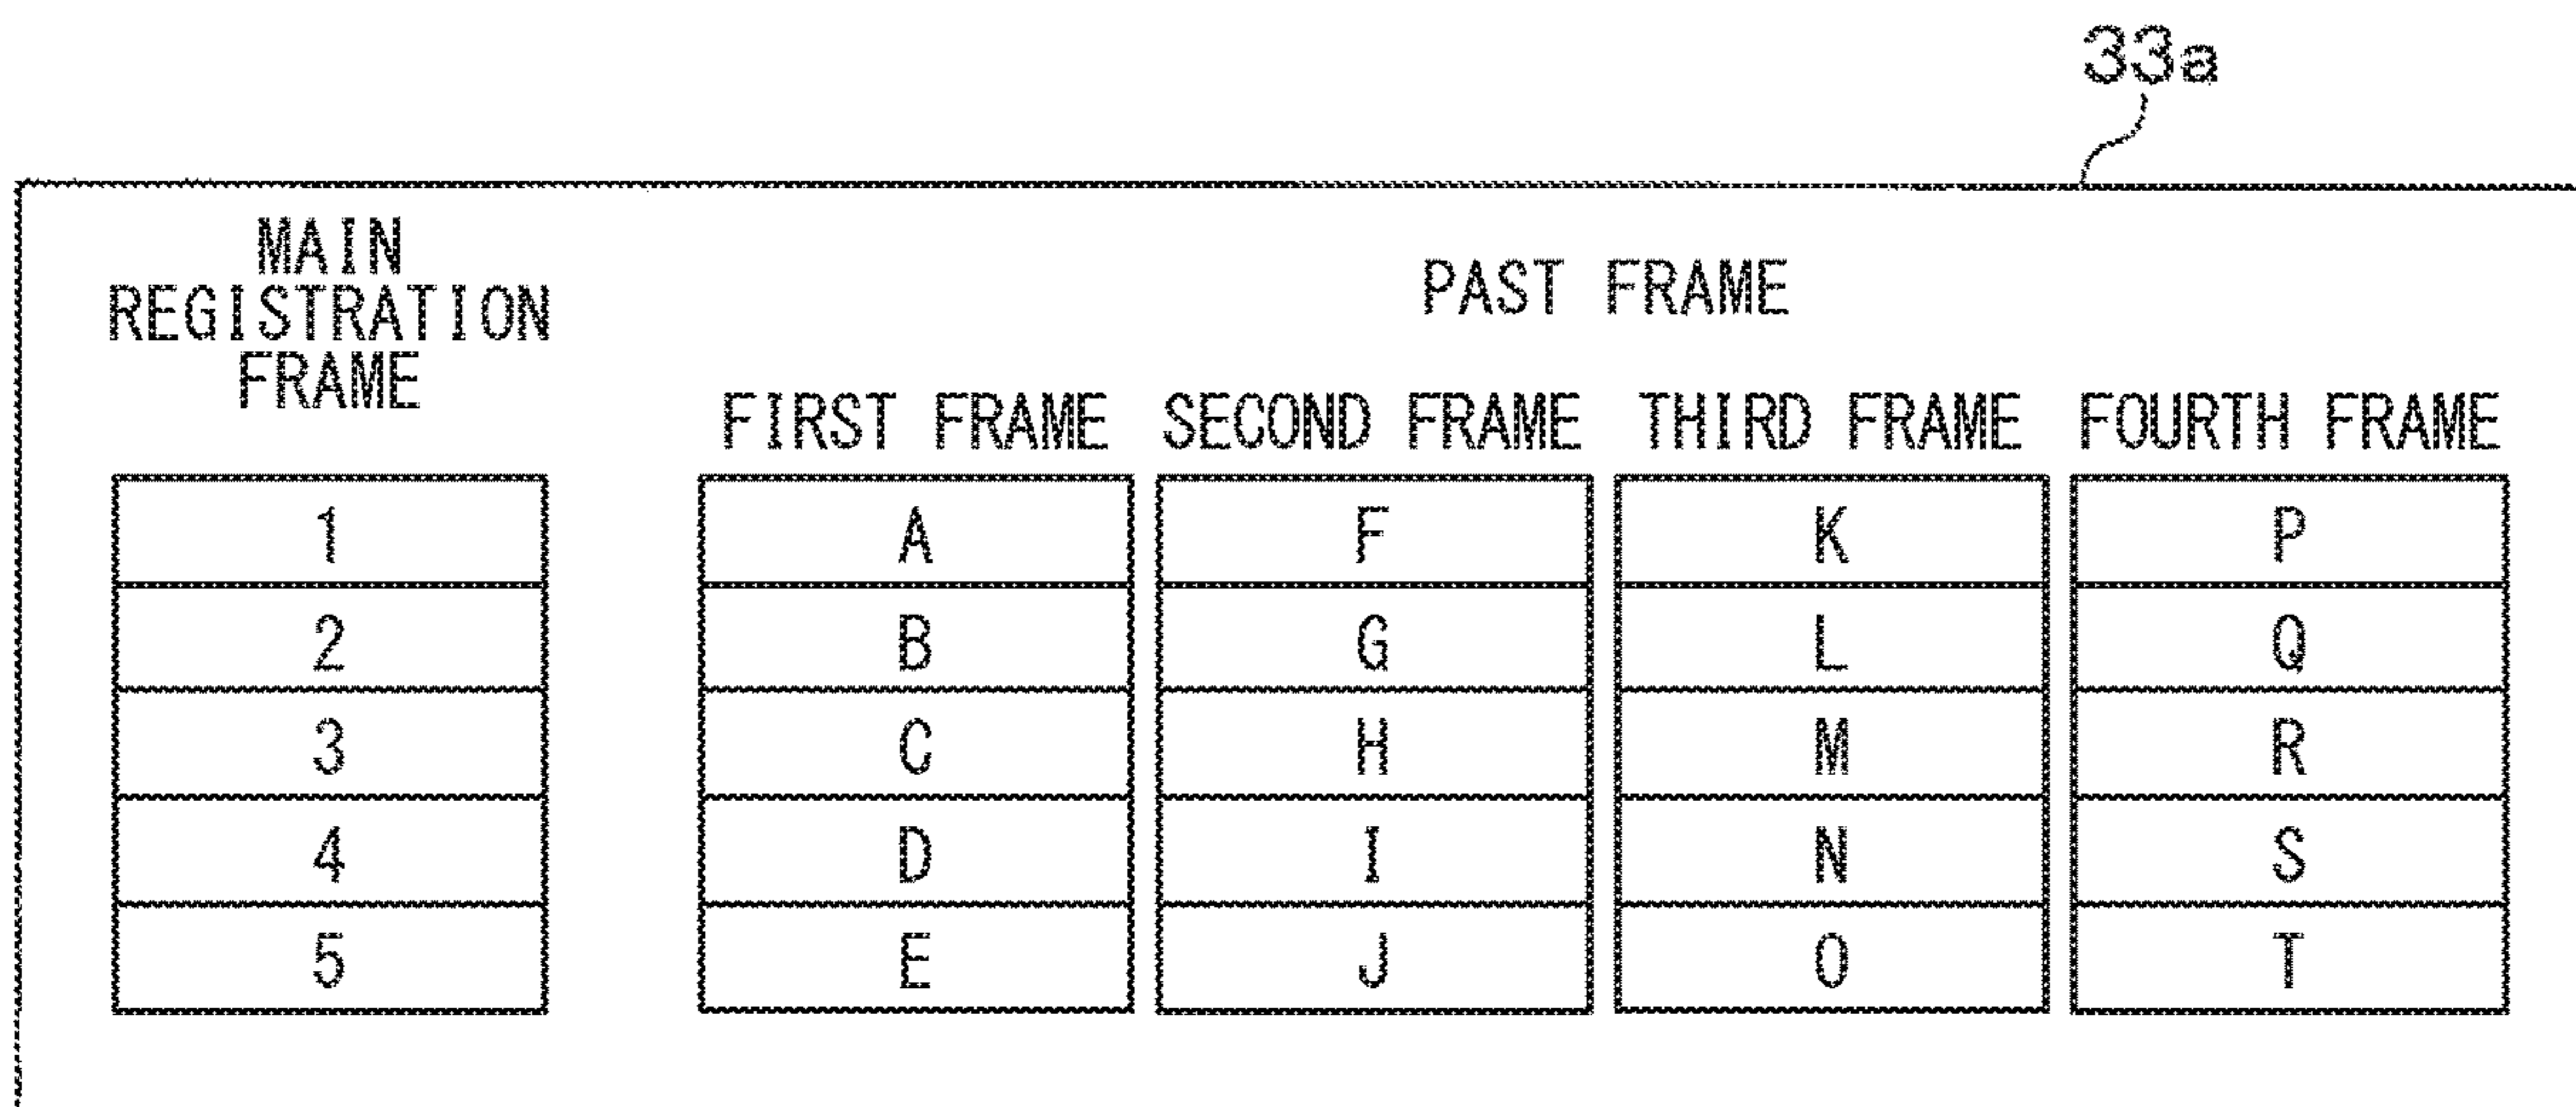 33a
MAIN
REGISTRATION
FRAME
PAST FRAME
FIRST FRAME SECOND FRAME THIRD FRAME FOURTH FRAME
1 A F K P
2 B G L Q
3 C H M R
4 D I N S
5 E J O T